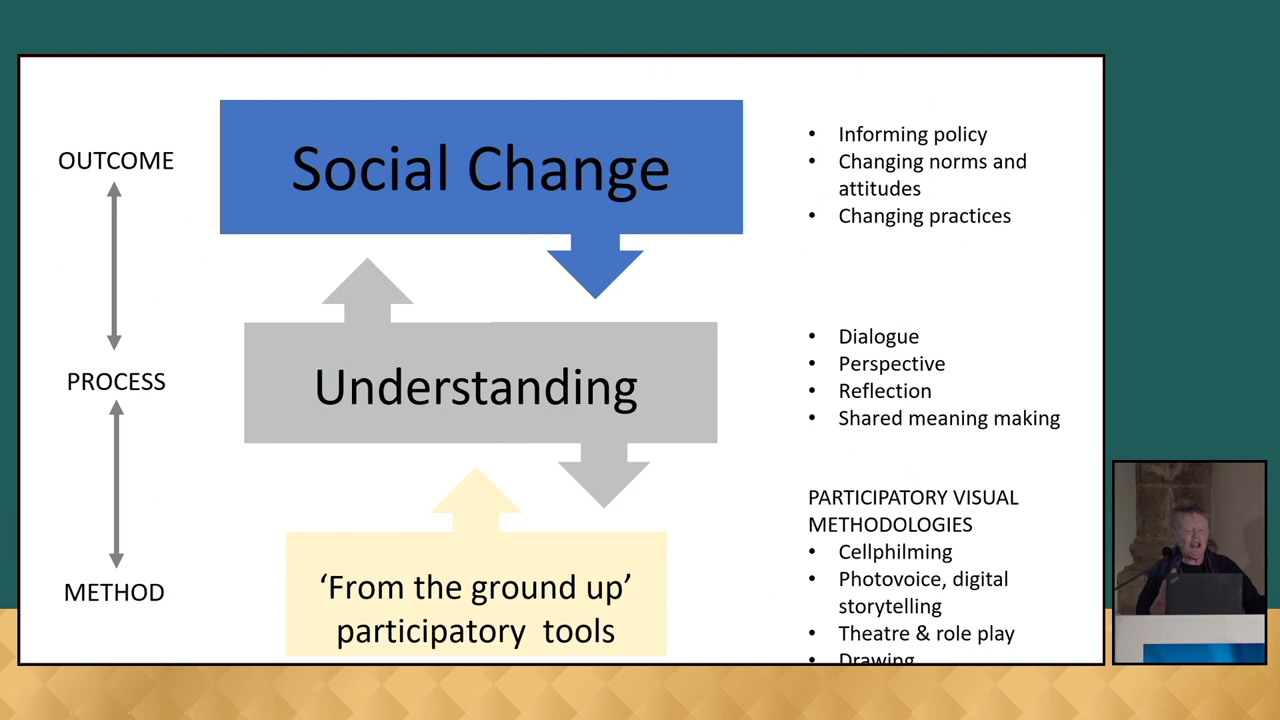 OUTCOME
Social Change
• Informing policy
• Changing norms and
attitudes
• Changing practices
PROCESS
Understanding
• Dialogue
• Perspective
• Reflection
• Shared meaning making
METHOD
‘From the ground up’
participatory tools
PARTICIPATORY VISUAL
METHODOLOGIES
• Cellphilming
• Photovoice, digital
storytelling
• Theatre & role play
• Drawing